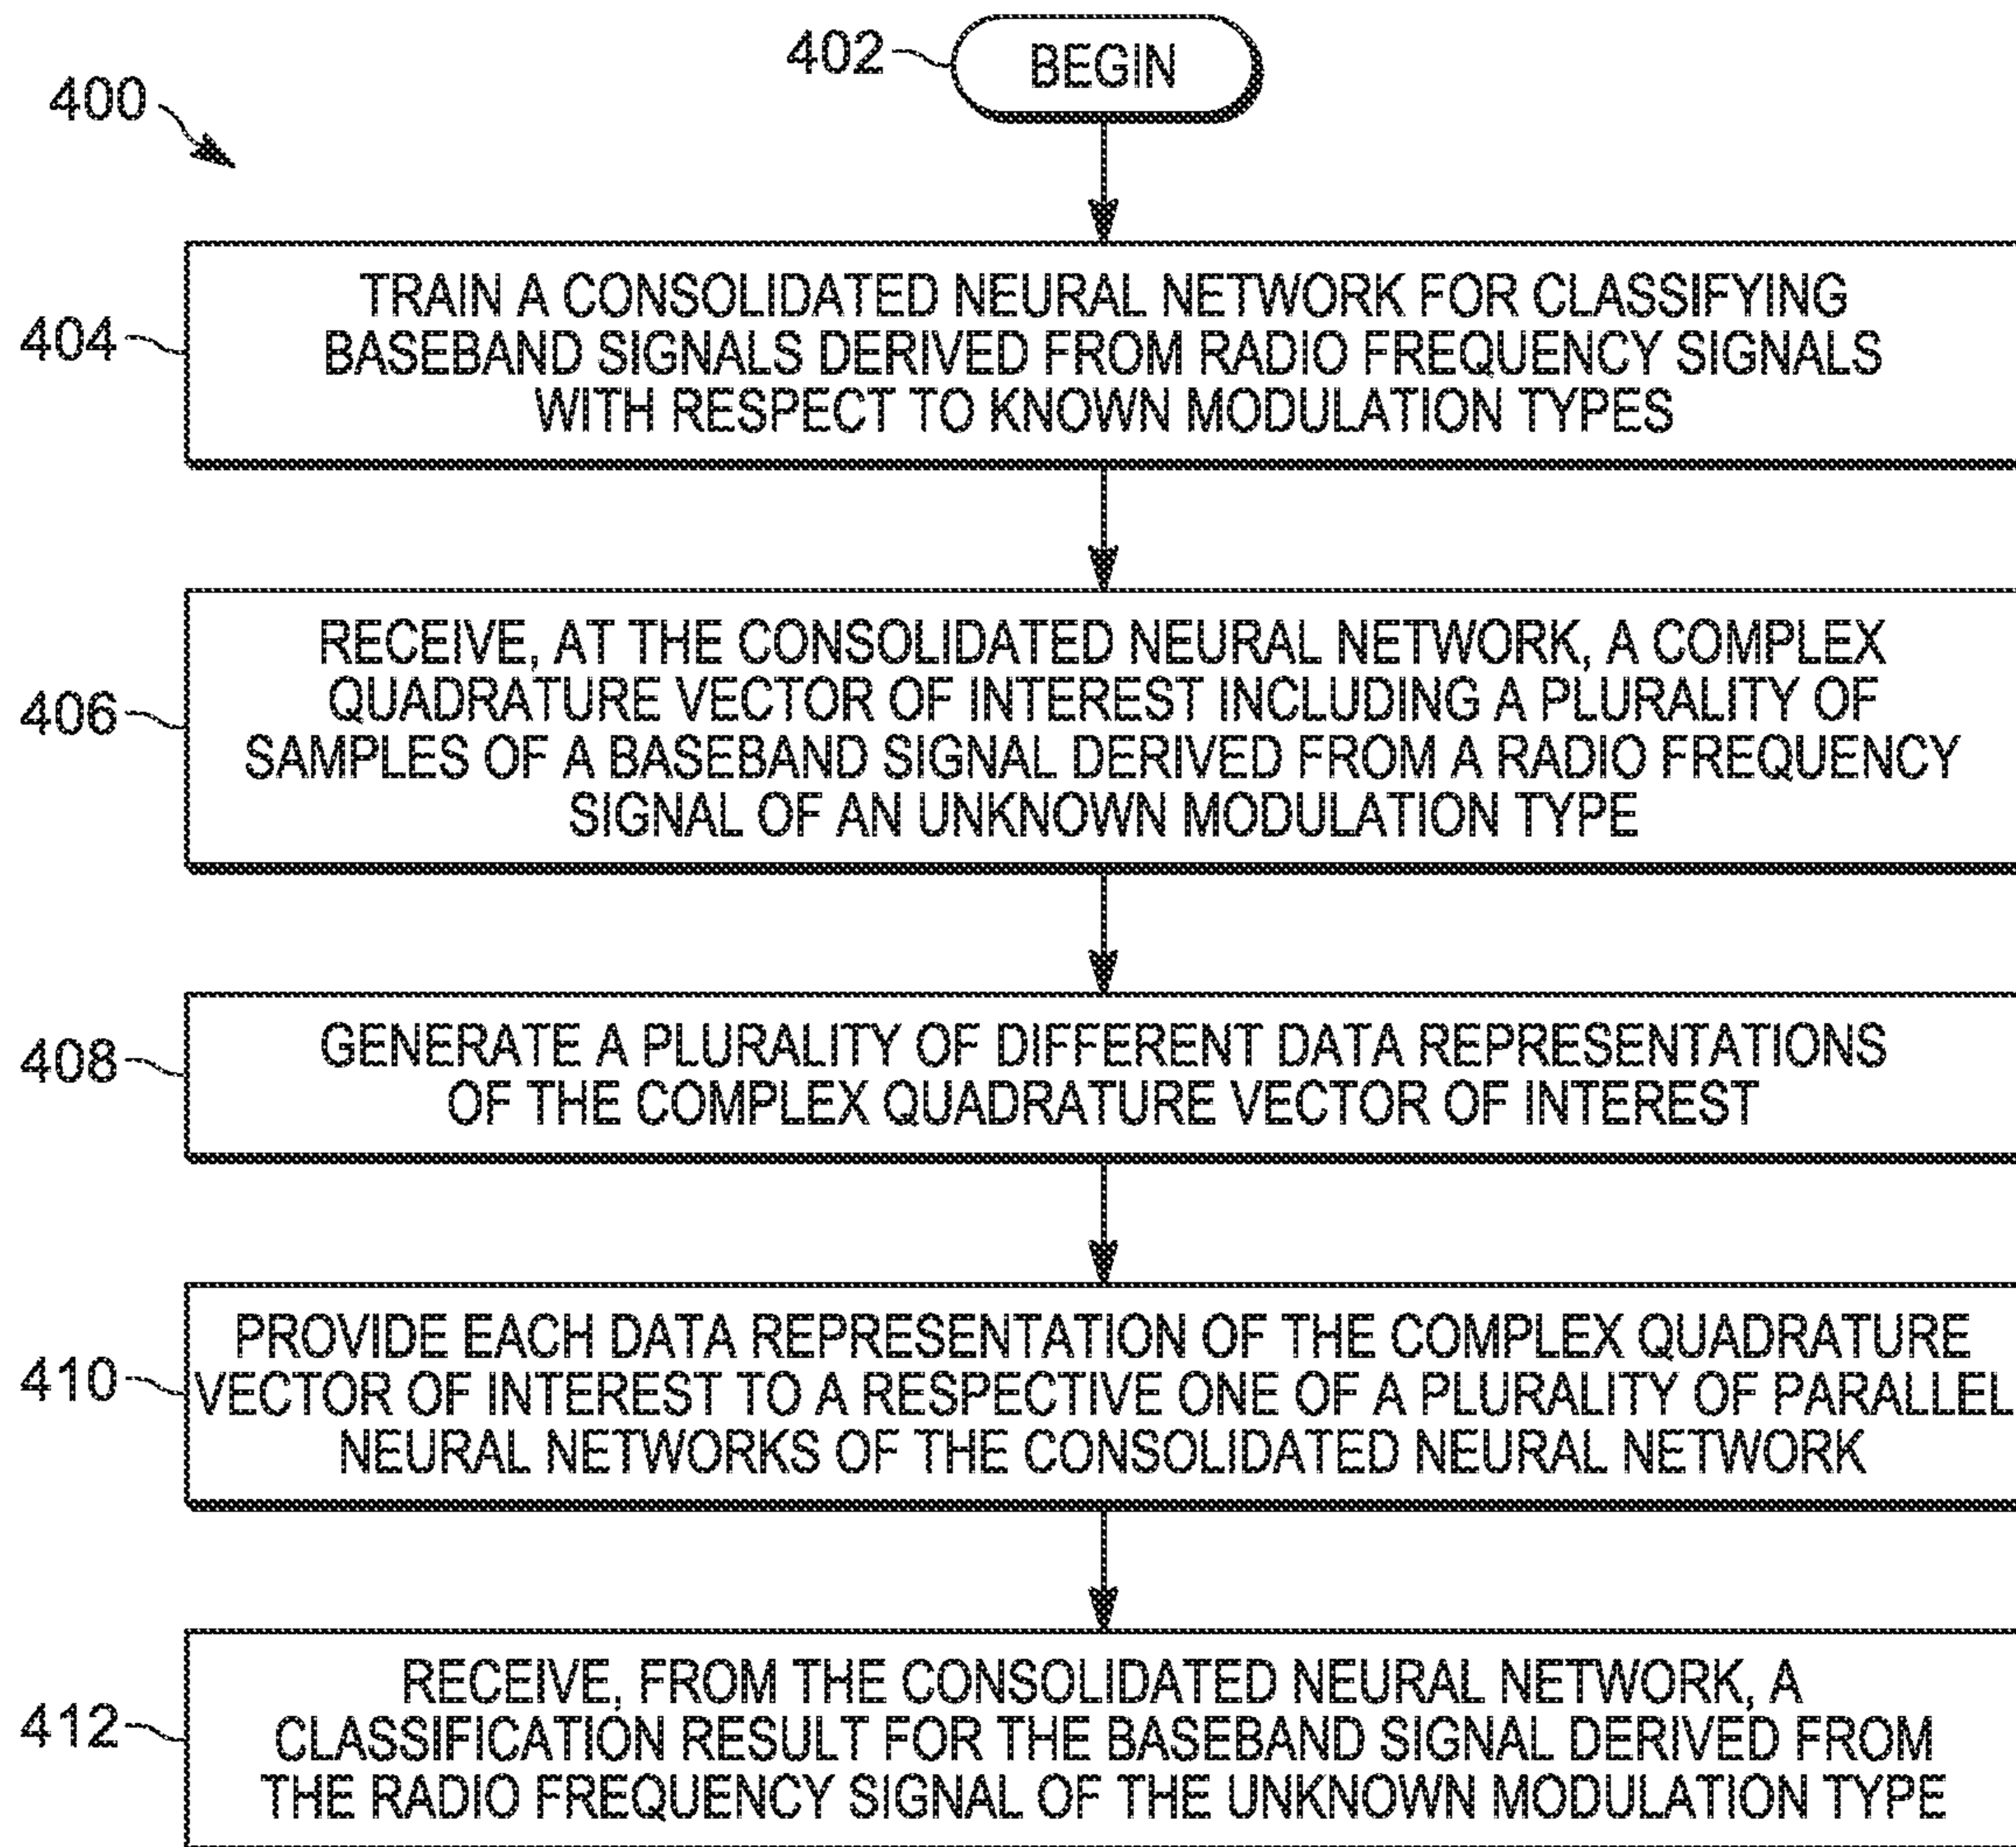 402
BEGIN
400
404
TRAIN A CONSOLIDATED NEURAL NETWORK FOR CLASSIFYING
BASEBAND SIGNALS DERIVED FROM RADIO FREQUENCY SIGNALS
WITH RESPECT TO KNOWN MODULATION TYPES
406
RECEIVE, AT THE CONSOLIDATED NEURAL NETWORK, A COMPLEX
QUADRATURE VECTOR OF INTEREST INCLUDING A PLURALITY OF
SAMPLES OF A BASEBAND SIGNAL DERIVED FROM A RADIO FREQUENCY
SIGNAL OF AN UNKNOWN MODULATION TYPE
408
GENERATE A PLURALITY OF DIFFERENT DATA REPRESENTATIONS
OF THE COMPLEX QUADRATURE VECTOR OF INTEREST
410
PROVIDE EACH DATA REPRESENTATION OF THE COMPLEX QUADRATURE
VECTOR OF INTEREST TO A RESPECTIVE ONE OF A PLURALITY OF PARALLEL
NEURAL NETWORKS OF THE CONSOLIDATED NEURAL NETWORK
412
RECEIVE, FROM THE CONSOLIDATED NEURAL NETWORK, A
CLASSIFICATION RESULT FOR THE BASEBAND SIGNAL DERIVED FROM
THE RADIO FREQUENCY SIGNAL OF THE UNKNOWN MODULATION TYPE